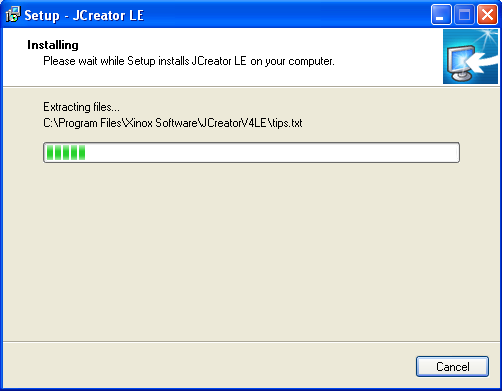 Setup - JCreator LE
Installing
Please wait while Setup installs JCreator LE on your computer.
Extracting files...
C:\Program Files\Xinox Software\JCreatorV4LE\tips.txt
Cancel